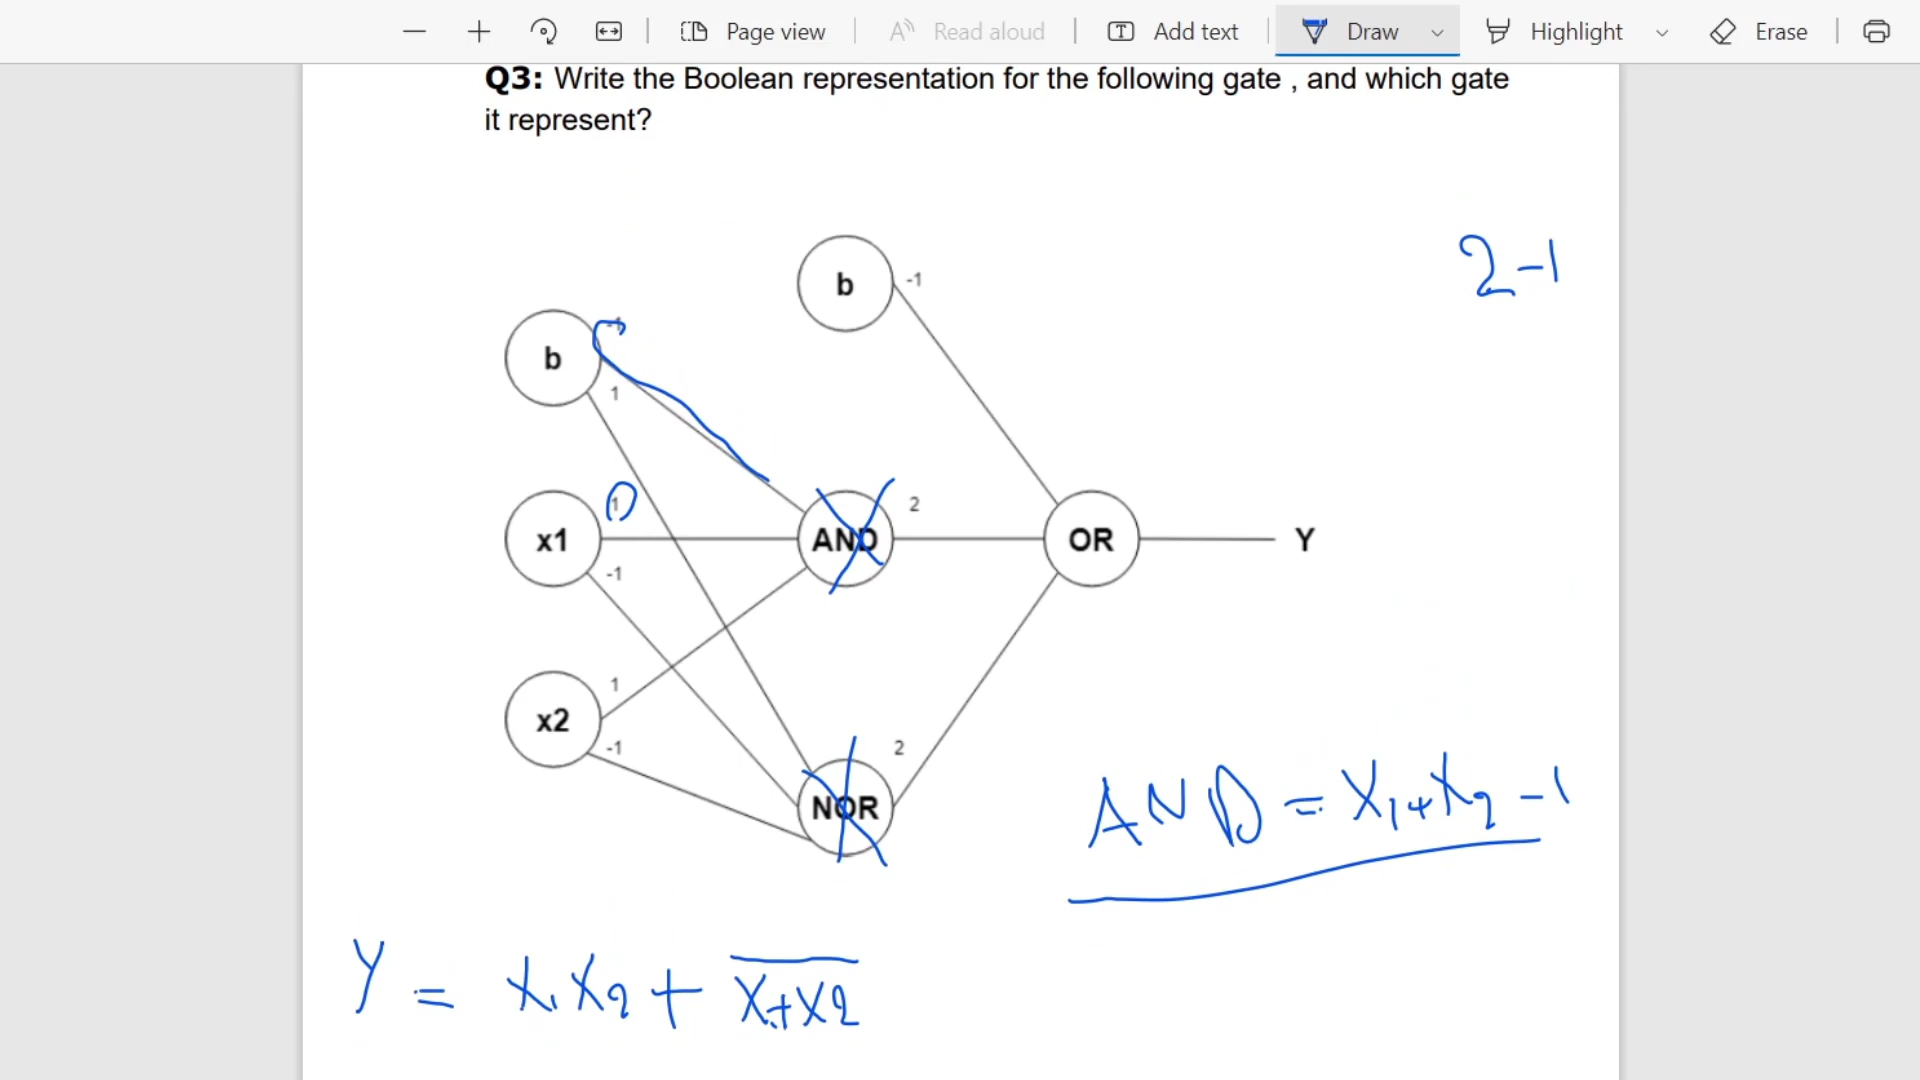 Page view Read aloud Add text Draw Highlight Erase
Q3: Write the Boolean representation for the following gate , and which gate
it represent?
2-1
b -1
b -1
1
x1 1 AND 2 OR Y
-1
x2 1
-1
NOR 2
AND = X1+X2 -1
Y = X1X2 + X1+X2